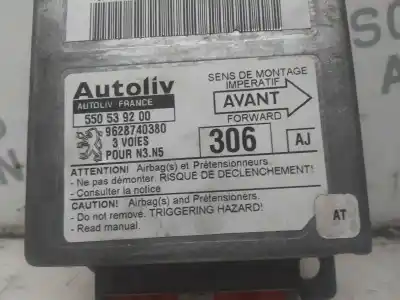 Autoliv
AUTOLIV FRANCE
550 53 92 00
9628740380
3 VOIES
POUR N3.N5
SENS DE MONTAGE
IMPERATIF
AVANT
FORWARD
306
AJ
ATTENTION! Airbag(s) et Prétensionneurs.
- Ne pas démonter. RISQUE DE DECLENCHEMENT!
- Consulter la notice
CAUTION! Airbag(s) and Pretensioners.
- Do not remove. TRIGGERING HAZARD!
- Read manual.
AT